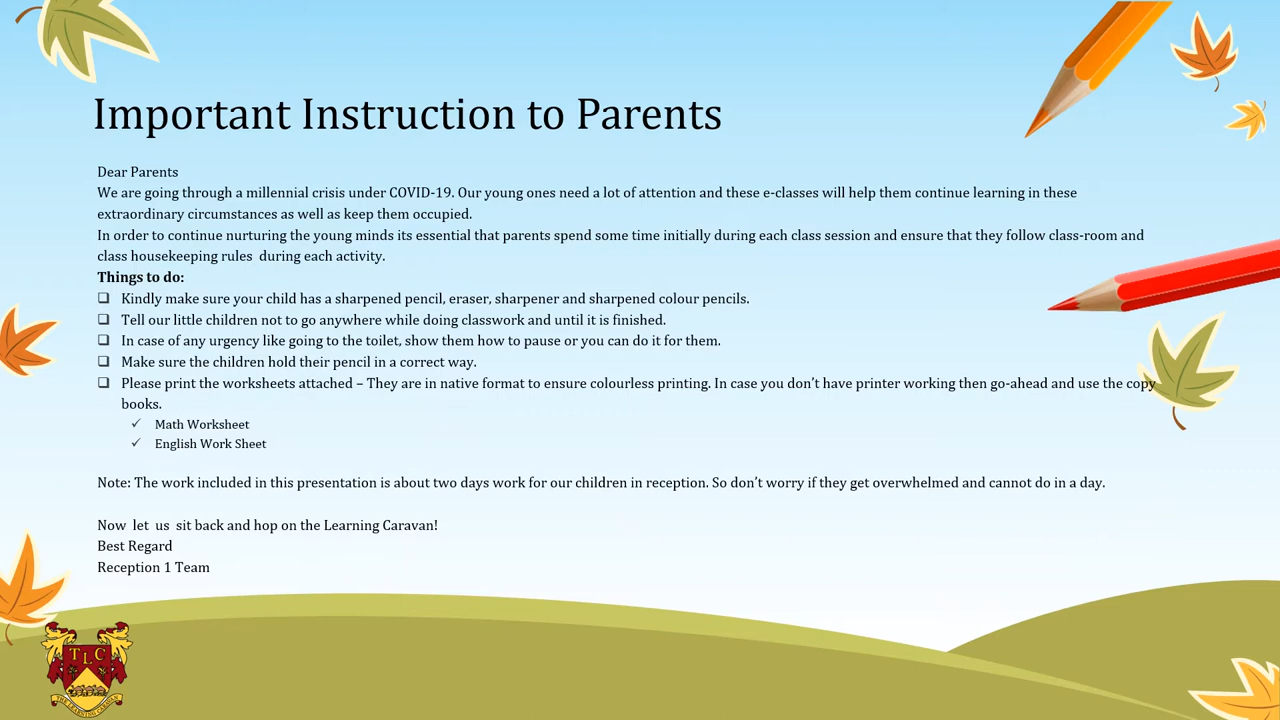 Important Instruction to Parents
Dear Parents
We are going through a millennial crisis under COVID-19. Our young ones need a lot of attention and these e-classes will help them continue learning in these
extraordinary circumstances as well as keep them occupied.
In order to continue nurturing the young minds its essential that parents spend some time initially during each class session and ensure that they follow class-room and
class housekeeping rules  during each activity.
Things to do:
❑ Kindly make sure your child has a sharpened pencil, eraser, sharpener and sharpened colour pencils.
❑ Tell our little children not to go anywhere while doing classwork and until it is finished.
❑ In case of any urgency like going to the toilet, show them how to pause or you can do it for them.
❑ Make sure the children hold their pencil in a correct way.
❑ Please print the worksheets attached – They are in native format to ensure colourless printing. In case you don’t have printer working then go-ahead and use the copy
books.
✓ Math Worksheet
✓ English Work Sheet
Note: The work included in this presentation is about two days work for our children in reception. So don’t worry if they get overwhelmed and cannot do in a day.
Now  let  us  sit back and hop on the Learning Caravan!
Best Regard
Reception 1 Team
TLC
THE LEARNING CARAVAN